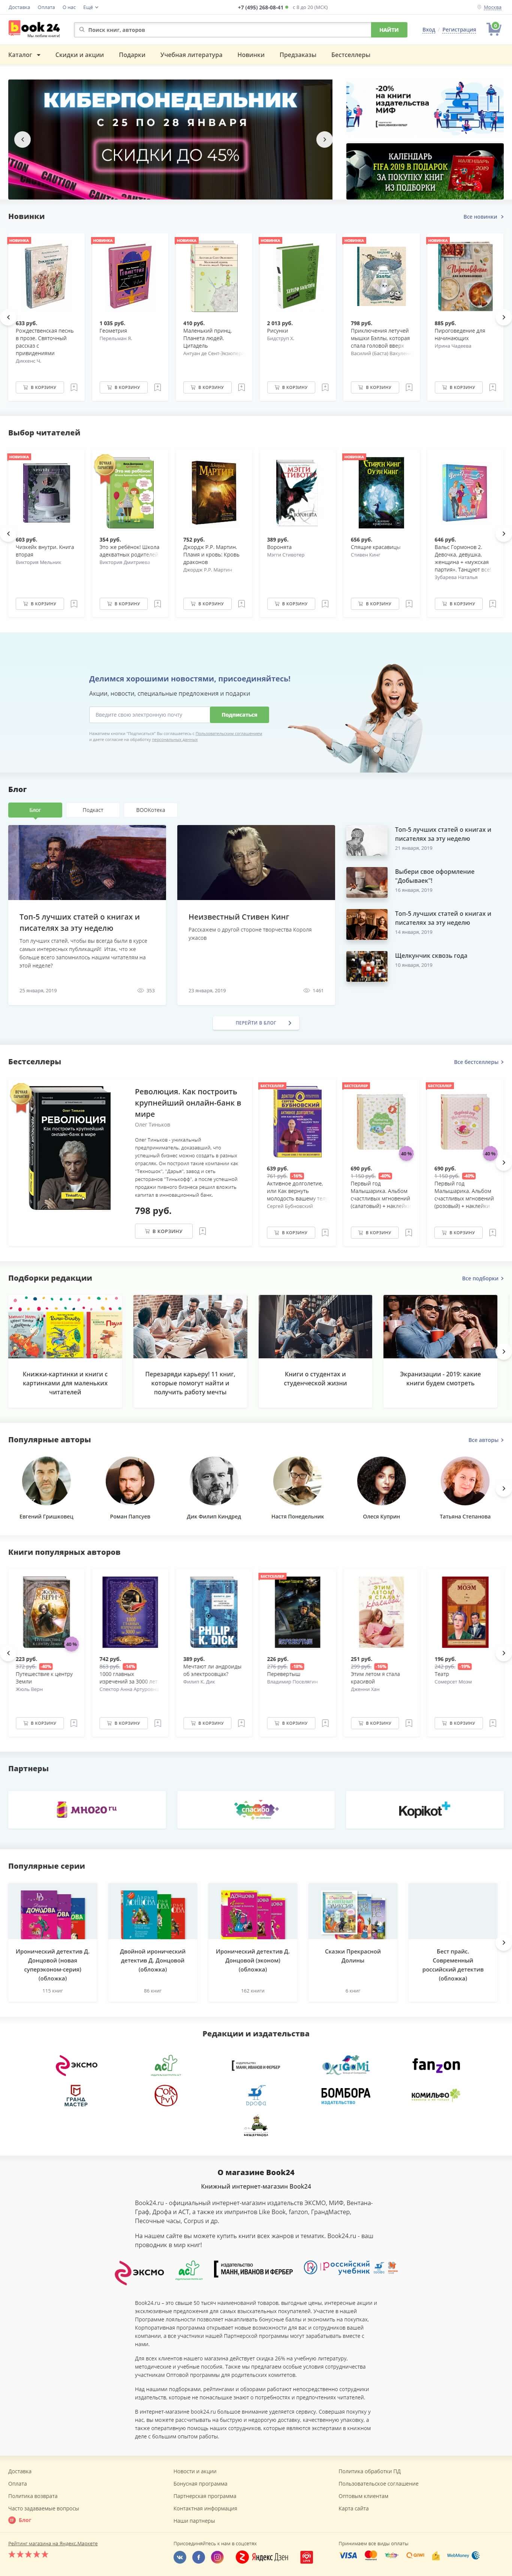 Доставка Оплата О нас Ещё
+7 (495) 268-08-41 с 8 до 20 (МСК)
Москва
book 24
Поиск книг, авторов
НАЙТИ
Вход Регистрация
0
Каталог Скидки и акции Подарки Учебная литература Новинки Предзаказы Бестселлеры
КИБЕРПОНЕДЕЛЬНИК
С 25 ПО 28 ЯНВАРЯ
СКИДКИ ДО 45%
-20%
НА КНИГИ
ИЗДАТЕЛЬСТВА
МИФ
КАЛЕНДАРЬ
FIFA 2019 В ПОДАРОК
ЗА ПОКУПКУ КНИГ
ИЗ ПОДБОРКИ
Новинки
Все новинки
633 руб.
Рождественская песнь
в прозе. Святочный
рассказ с
привидениями
Диккенс Ч.
1 035 руб.
Геометрия
Перельман Я.
410 руб.
Маленький принц.
Планета людей.
Цитадель
2 013 руб.
Рисунки
Бидструп Х.
798 руб.
Приключения летучей
мышки Вэллы, которая
спала головой вверх
885 руб.
Пироговедение для
начинающих
Ирина Чадеева
В КОРЗИНУ В КОРЗИНУ В КОРЗИНУ В КОРЗИНУ В КОРЗИНУ В КОРЗИНУ
Выбор читателей
603 руб.
Чизкейк внутри. Книга
вторая
Виктория Мельник
354 руб.
Это же ребёнок! Школа
адекватных родителей
Виктория Дмитриева
752 руб.
Джордж Р.Р. Мартин.
Пламя и кровь: Кровь
драконов
Джордж Р.Р. Мартин
389 руб.
Воронята
Мэгги Стивотер
656 руб.
Спящие красавицы
Стивен Кинг
646 руб.
Вальс Гормонов 2.
Девочка, девушка,
женщина + «мужская
партия». Танцуют все!
Зубарева Наталья
В КОРЗИНУ В КОРЗИНУ В КОРЗИНУ В КОРЗИНУ В КОРЗИНУ В КОРЗИНУ
Делимся хорошими новостями, присоединяйтесь!
Акции, новости, специальные предложения и подарки
Введите свою электронную почту
Подписаться
Нажимая кнопку "Подписаться" Вы соглашаетесь с Пользовательским соглашением
и даете согласие на обработку персональных данных
Блог
Блог Подкаст BOOKотека
Топ-5 лучших статей о книгах и
писателях за эту неделю
Топ лучших статей, чтобы вы всегда были в курсе
самых интересных публикаций! Итак, что же
больше всего запомнилось нашим читателям на
этой неделе?
25 января, 2019
353
Неизвестный Стивен Кинг
Расскажем о другой стороне творчества Короля
ужасов
23 января, 2019
1461
Топ-5 лучших статей о книгах и
писателях за эту неделю
21 января, 2019
Выбери свое оформление
"Добываек"!
16 января, 2019
Топ-5 лучших статей о книгах и
писателях за эту неделю
14 января, 2019
Щелкунчик сквозь года
10 января, 2019
ПЕРЕЙТИ В БЛОГ
Бестселлеры
Все бестселлеры
Олег Тиньков
РЕВОЛЮЦИЯ
Как построить крупнейший
онлайн-банк в мире
Революция. Как построить
крупнейший онлайн-банк в
мире
Олег Тиньков
Олег Тиньков - уникальный
предприниматель, доказавший, что
успешный бизнес можно создать в разных
отраслях. Он построил такие компании как
"Техношок", "Дарья", завод и сеть
ресторанов "Тинькофф", а после успешной
продажи пивного бизнеса решил вложить
капитал в инновационный банк.
798 руб.
В КОРЗИНУ
639 руб.
761 руб. -16%
Активное долголетие,
или Как вернуть
молодость вашему телу
Сергей Бубновский
690 руб.
1 150 руб. -40%
Первый год
Малышариха. Альбом
счастливых мгновений
(салатовый) + наклейки
690 руб.
1 150 руб. -40%
Первый год
Малышариха. Альбом
счастливых мгновений
(розовый) + наклейки
В КОРЗИНУ В КОРЗИНУ В КОРЗИНУ
Подборки редакции
Все подборки
Книжки-картинки и книги с
картинками для маленьких
читателей
Перезаряди карьеру! 11 книг,
которые помогут найти и
получить работу мечты
Книги о студентах и
студенческой жизни
Экранизации - 2019: какие
книги будем смотреть
Популярные авторы
Все авторы
Евгений Гришковец Роман Папсуев Дик Филип Киндред Настя Понедельник Олеся Куприн Татьяна Степанова
Книги популярных авторов
223 руб.
372 руб. -40%
Путешествие к центру
Земли
Жюль Верн
742 руб.
863 руб. -14%
1000 главных
изречений за 3000 лет
389 руб.
Мечтают ли андроиды
об электроовцах?
Филип К. Дик
226 руб.
276 руб. -18%
Перевертыш
Владимир Поселягин
251 руб.
299 руб. -16%
Этим летом я стала
красивой
Дженни Хан
196 руб.
242 руб. -19%
Театр
Сомерсет Моэм
В КОРЗИНУ В КОРЗИНУ В КОРЗИНУ В КОРЗИНУ В КОРЗИНУ В КОРЗИНУ
Партнеры
много ru
спасибо
Kopikot
Популярные серии
Иронический детектив Д.
Донцовой (новая
суперэконом-серия)
(обложка)
115 книг
Двойной иронический
детектив Д. Донцовой
(обложка)
86 книг
Иронический детектив Д.
Донцовой (эконом)
(обложка)
162 книги
Сказки Прекрасной
Долины
6 книг
Бест прайс.
Современный
российский детектив
(обложка)
Редакции и издательства
ЭКСМО
аст
МАНН, ИВАНОВ И ФЕРБЕР
ORIGAMI
fanzon
ГРАНД МАСТЕР
дрофа
БОМБОРА
ИЗДАТЕЛЬСТВО
КОМИЛЬФО
О магазине Book24
Книжный интернет-магазин Book24
Book24.ru - официальный интернет-магазин издательств ЭКСМО, МИФ, Вентана-
Граф, Дрофа и АСТ, а также их импринтов Like Book, fanzon, ГрандМастер,
Песочные часы, Corpus и др.
На нашем сайте вы можете купить книги всех жанров и тематик. Book24.ru - ваш
проводник в мир книг!
ЭКСМО
аст
ИЗДАТЕЛЬСТВО
МАНН, ИВАНОВ И ФЕРБЕР
российский
учебник
Book24.ru – это свыше 50 тысяч наименований товаров, выгодные цены, интересные акции и
эксклюзивные предложения для самых взыскательных покупателей. Участие в нашей
Программе лояльности позволяет накапливать бонусные баллы и экономить на покупках.
Корпоративная программа открывает новые возможности для вас и сотрудников вашей
компании, а все участники нашей Партнерской программы могут зарабатывать вместе с
нами.
Для всех клиентов нашего магазина действует скидка 26% на учебную литературу,
методические и учебные пособия. Также мы предлагаем особые условия сотрудничества
участникам Оптовой программы для родительских комитетов.
Над нашими подборками, рейтингами и обзорами работают непосредственно сотрудники
издательств, которые не понаслышке знают о потребностях и предпочтениях читателей.
В интернет-магазине book24.ru большое внимание уделяется сервису. Совершая покупку у
нас, вы можете рассчитывать на быструю и недорогую доставку, качественную упаковку, а
также оперативную помощь наших сотрудников, которые являются экспертами в книжном
деле с большим опытом работы.
Доставка
Оплата
Политика возврата
Часто задаваемые вопросы
Блог
Новости и акции
Бонусная программа
Партнерская программа
Контактная информация
Наши партнеры
Политика обработки ПД
Пользовательское соглашение
Оптовым клиентам
Карта сайта
Рейтинг магазина на Яндекс.Маркете
Присоединяйтесь к нам в соцсетях
Яндекс Дзен
Принимаем все виды оплаты
VISA QIWI WebMoney